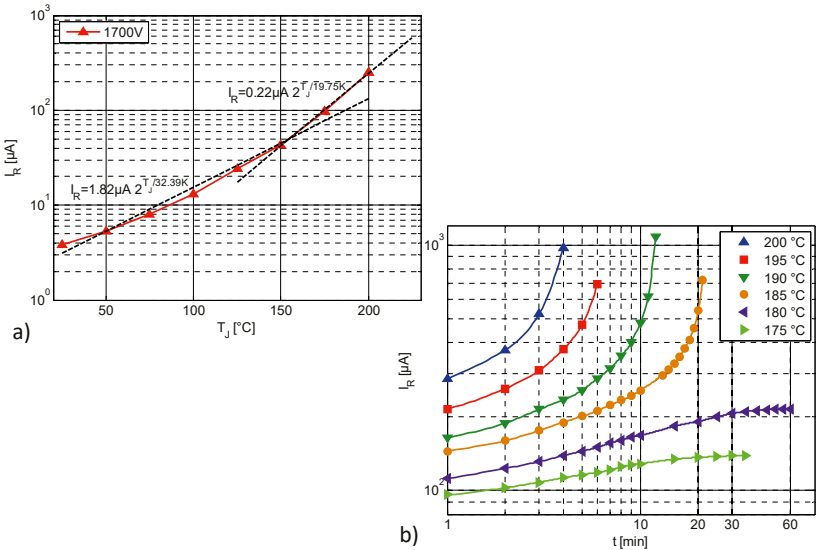 10³
10²
10¹
10⁰
I_R [µA]
1700V
I_R=0.22µA 2^T_J/19.75K
I_R=1.82µA 2^T_J/32.39K
50 100 150 200
T_J [°C]
a)
10³
10²
I_R [µA]
200 °C
195 °C
190 °C
185 °C
180 °C
175 °C
1 10 20 30 60
t [min]
b)